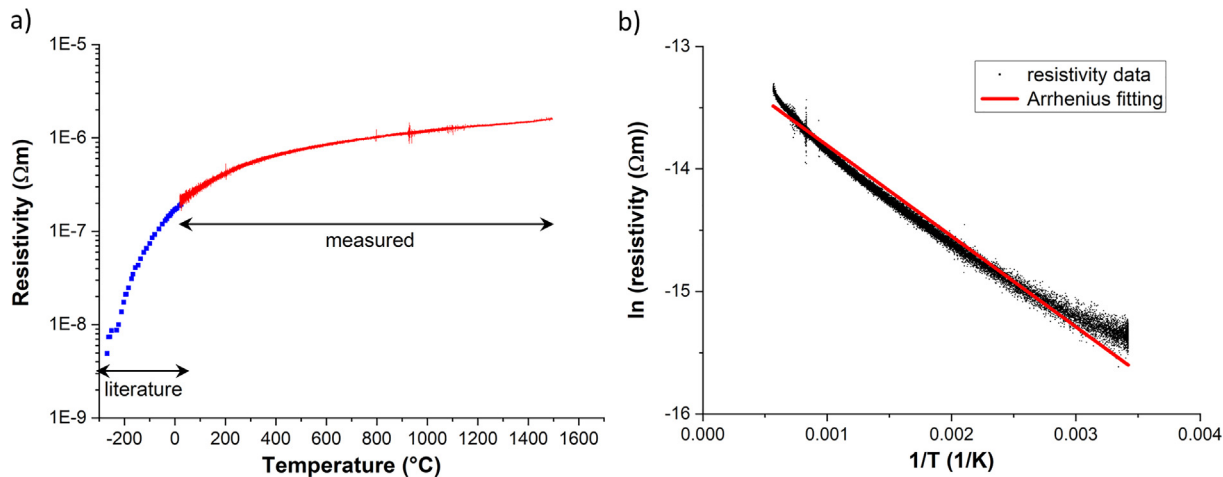 a)
Resistivity (Ωm)
1E-5
1E-6
1E-7
1E-8
1E-9
measured
literature
-200 0 200 400 600 800 1000 1200 1400 1600
Temperature (°C)
b)
ln (resistivity (Ωm))
-13
-14
-15
-16
resistivity data
Arrhenius fitting
0.000 0.001 0.002 0.003 0.004
1/T (1/K)